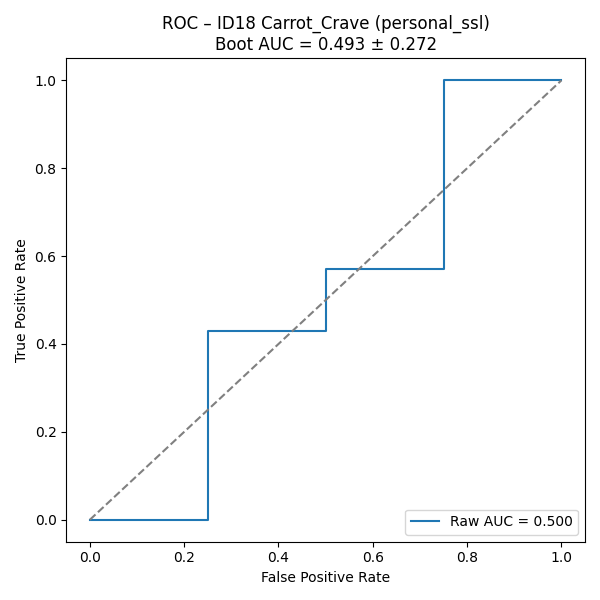 ROC – ID18 Carrot_Crave (personal_ssl)
Boot AUC = 0.493 ± 0.272
True Positive Rate
1.0
0.8
0.6
0.4
0.2
0.0
Raw AUC = 0.500
0.0 0.2 0.4 0.6 0.8 1.0
False Positive Rate